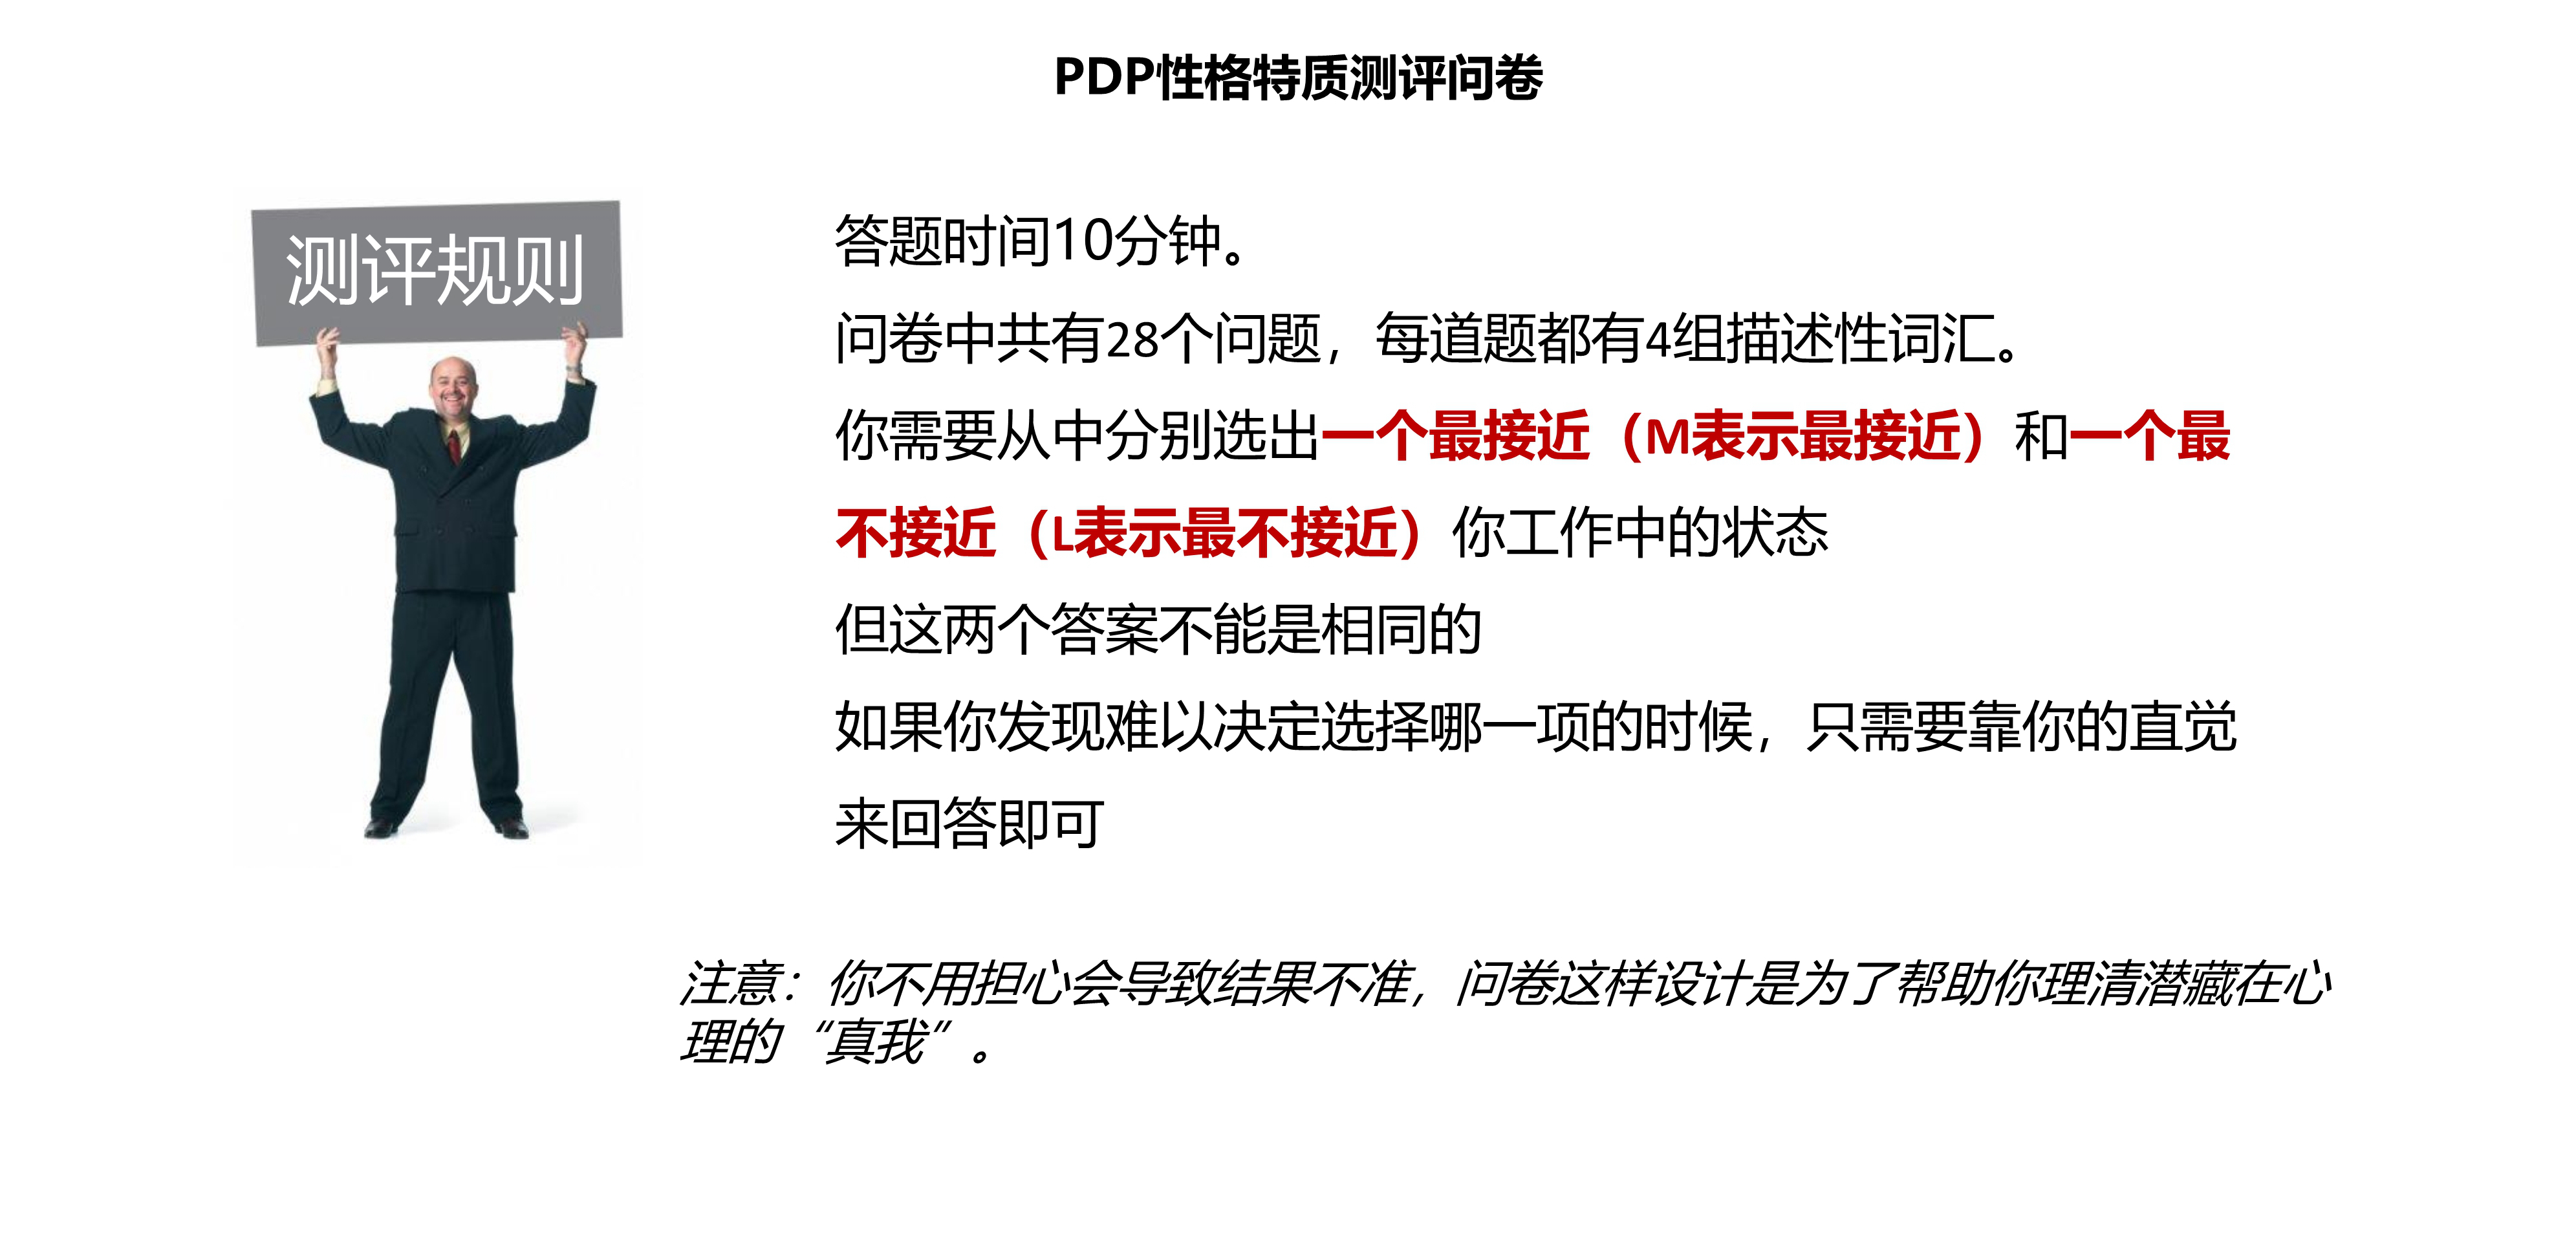 PDP性格特质测评问卷
测评规则
答题时间10分钟。
问卷中共有28个问题，每道题都有4组描述性词汇。
你需要从中分别选出一个最接近（M表示最接近）和一个最
不接近（L表示最不接近）你工作中的状态
但这两个答案不能是相同的
如果你发现难以决定选择哪一项的时候，只需要靠你的直觉
来回答即可
注意：你不用担心会导致结果不准，问卷这样设计是为了帮助你理清潜藏在心
理的“真我”。